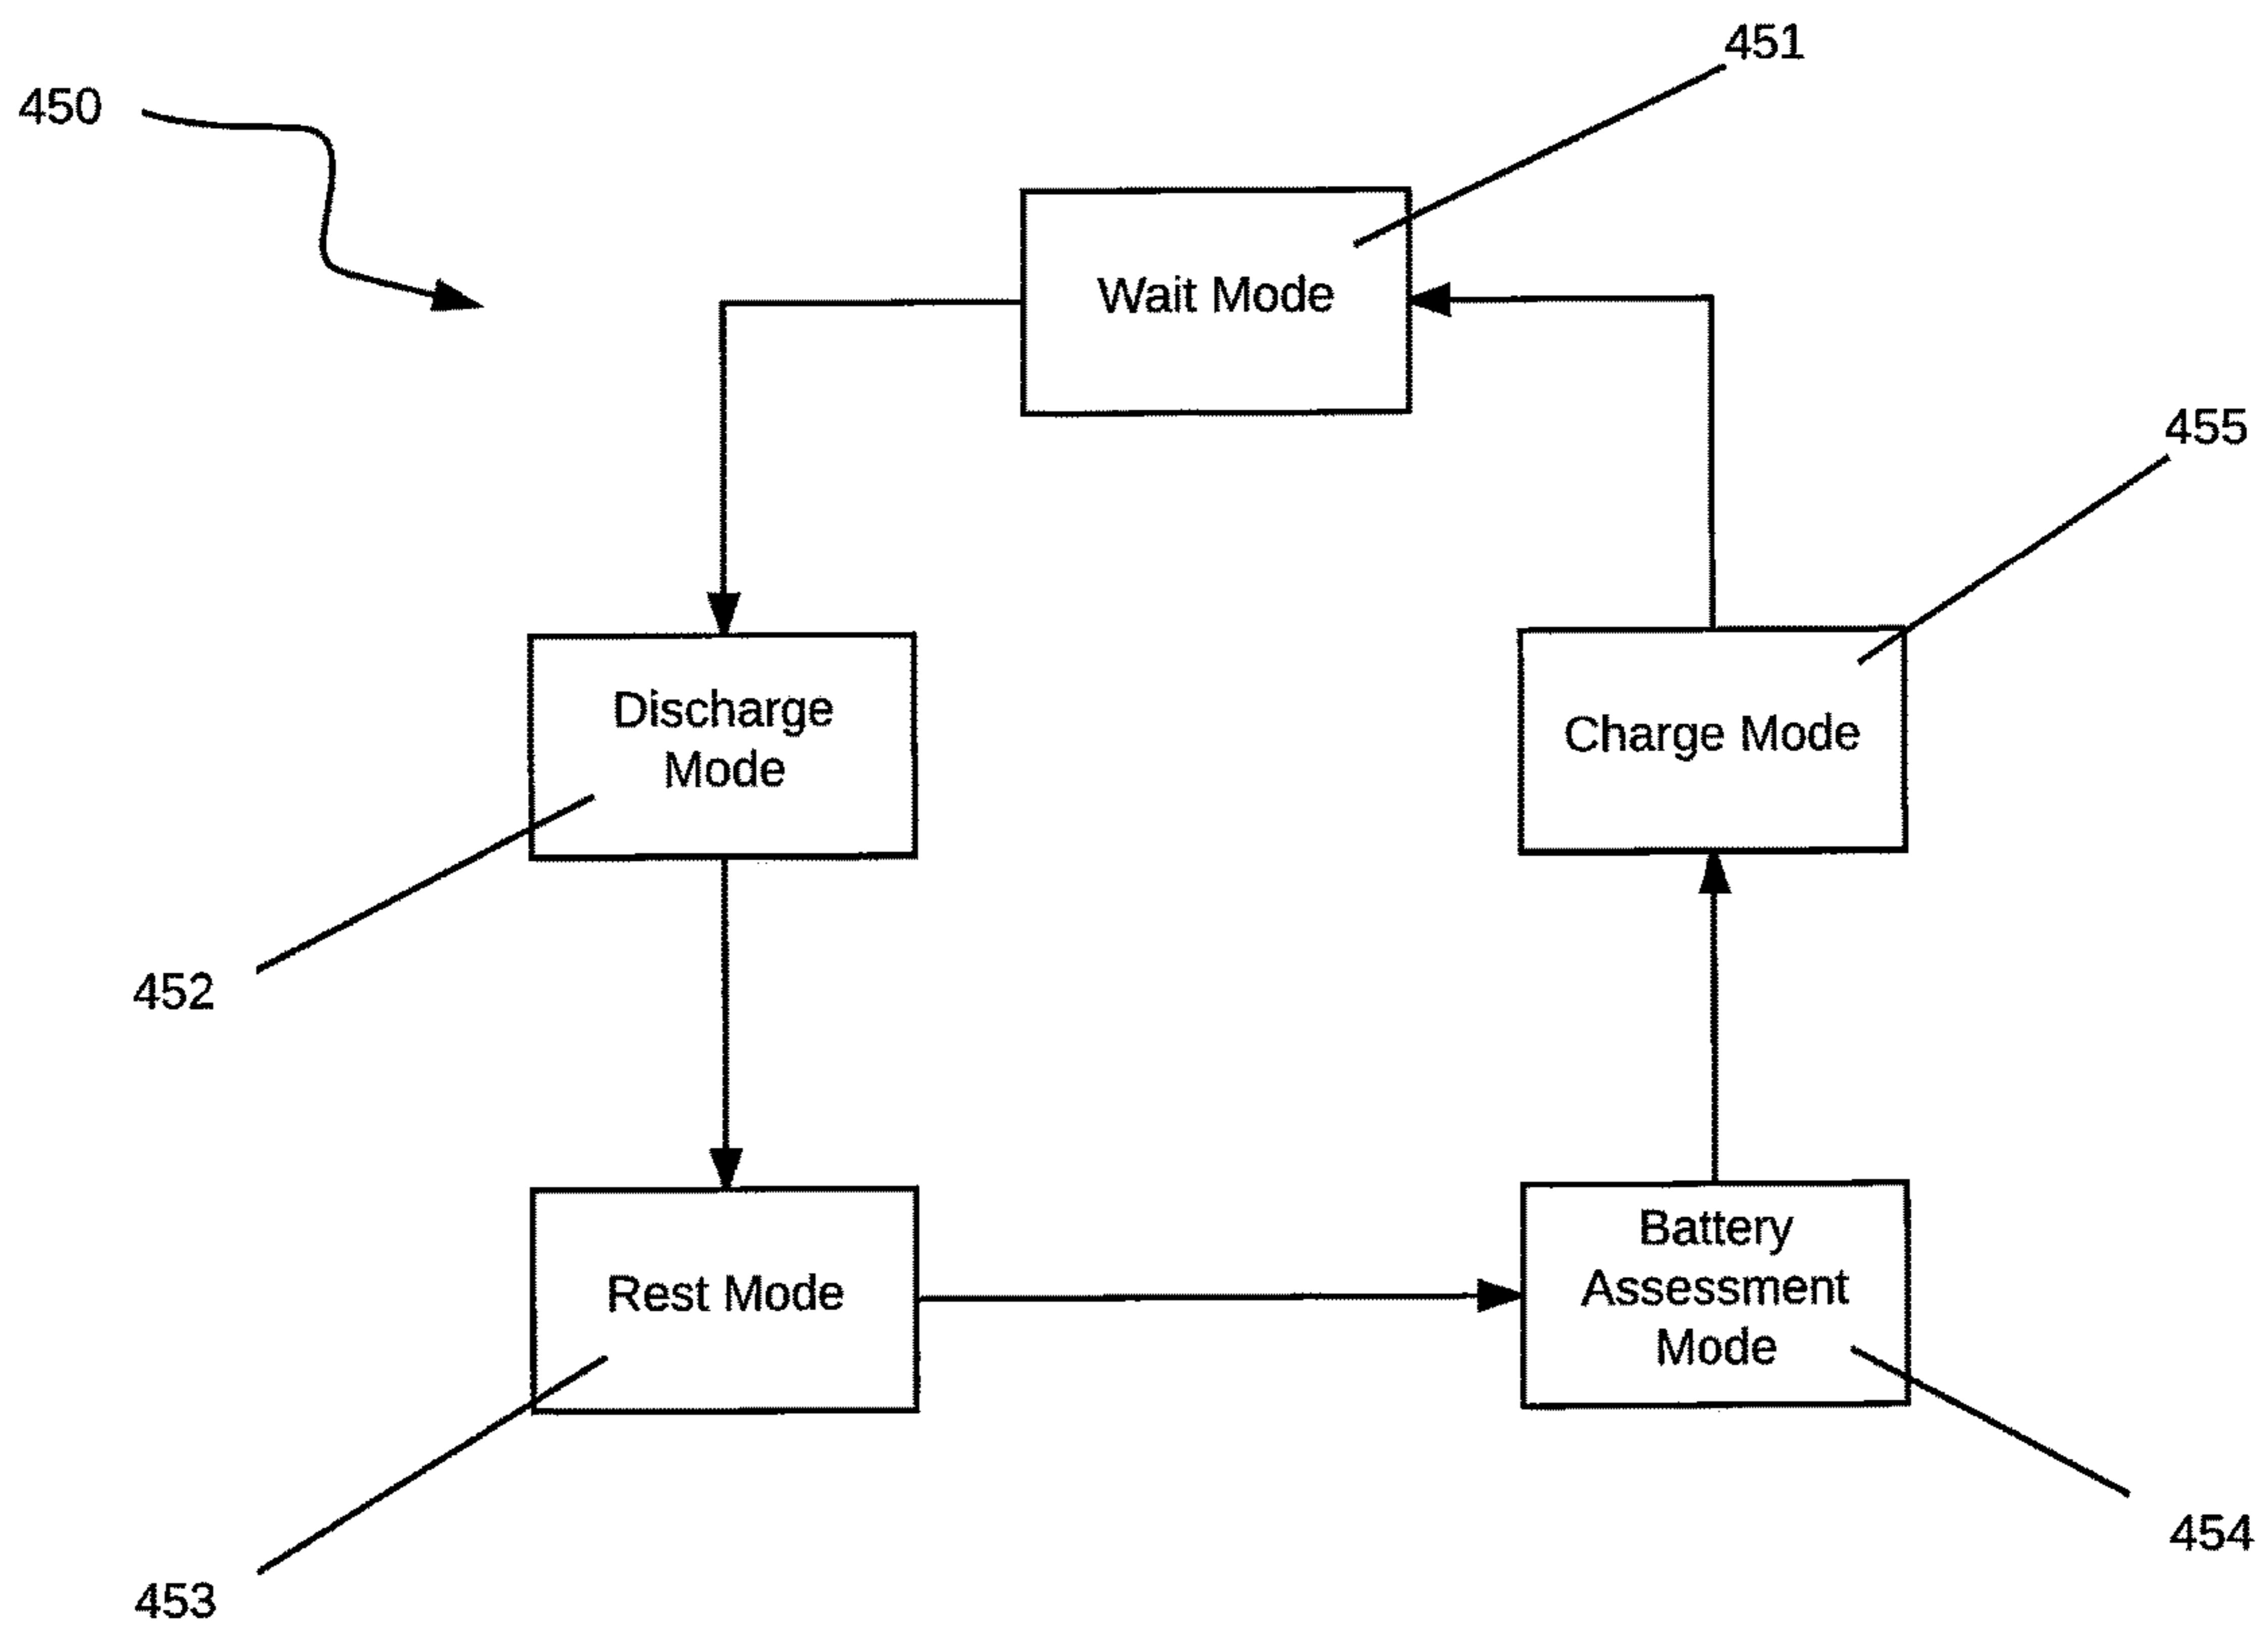 451
450
Wait Mode
455
Discharge
Mode
Charge Mode
452
Battery
Assessment
Mode
Rest Mode
454
453